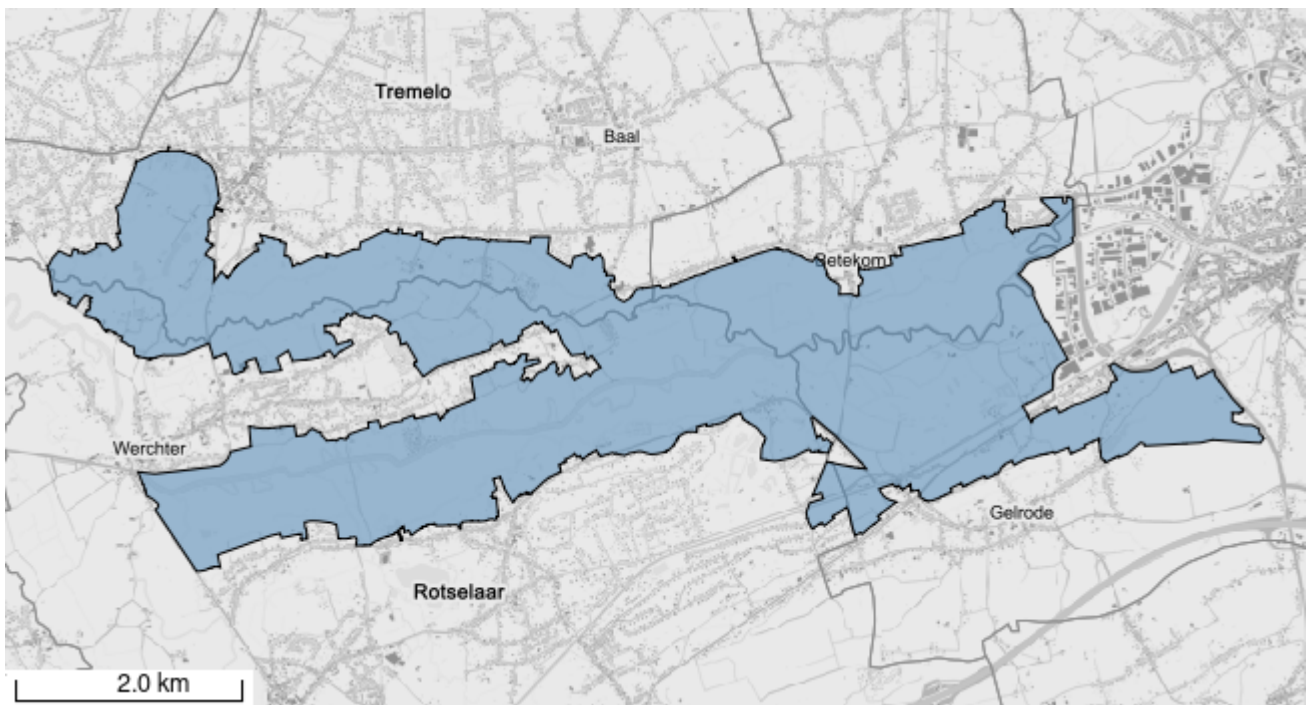 Tremelo
Baal
Betekom
Werchter
Gelrode
Rotselaar
2.0 km